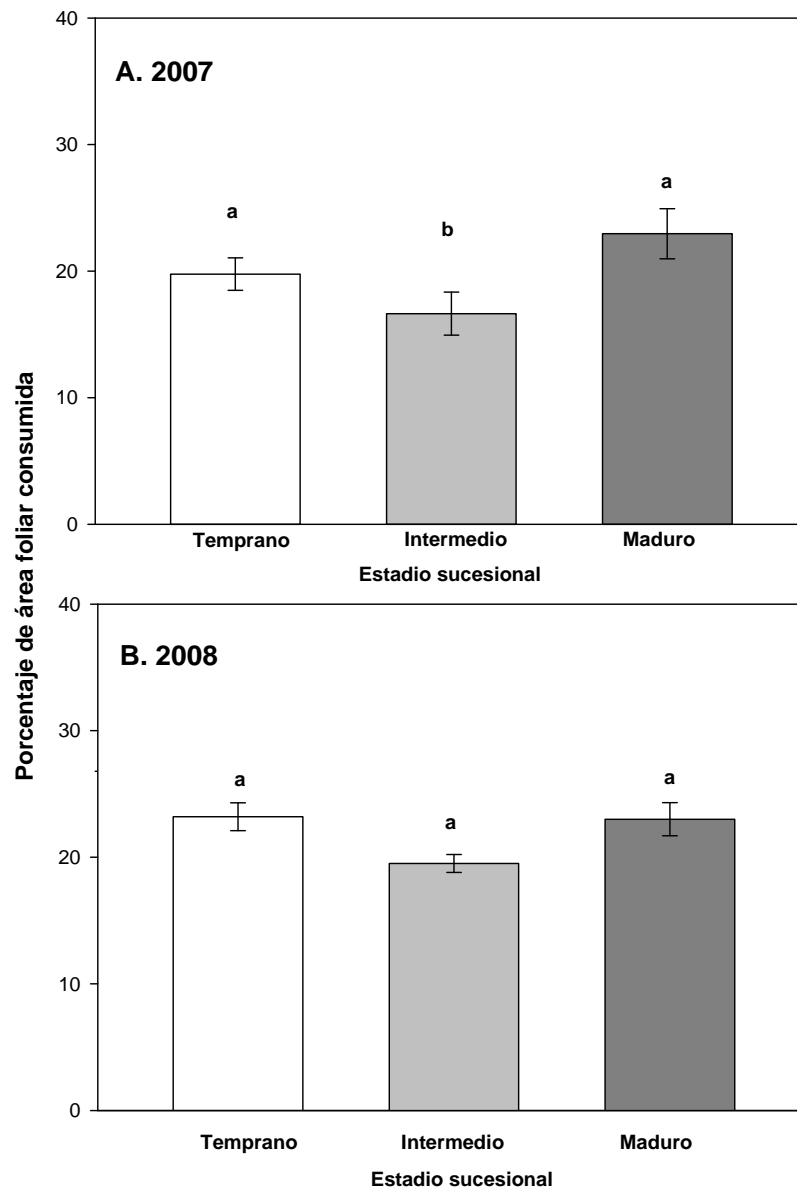 Porcentaje de área foliar consumida
40
A. 2007
30
a
b
a
20
10
0
Temprano Intermedio Maduro
Estadio sucesional
40
B. 2008
30
a
a
a
20
10
0
Temprano Intermedio Maduro
Estadio sucesional